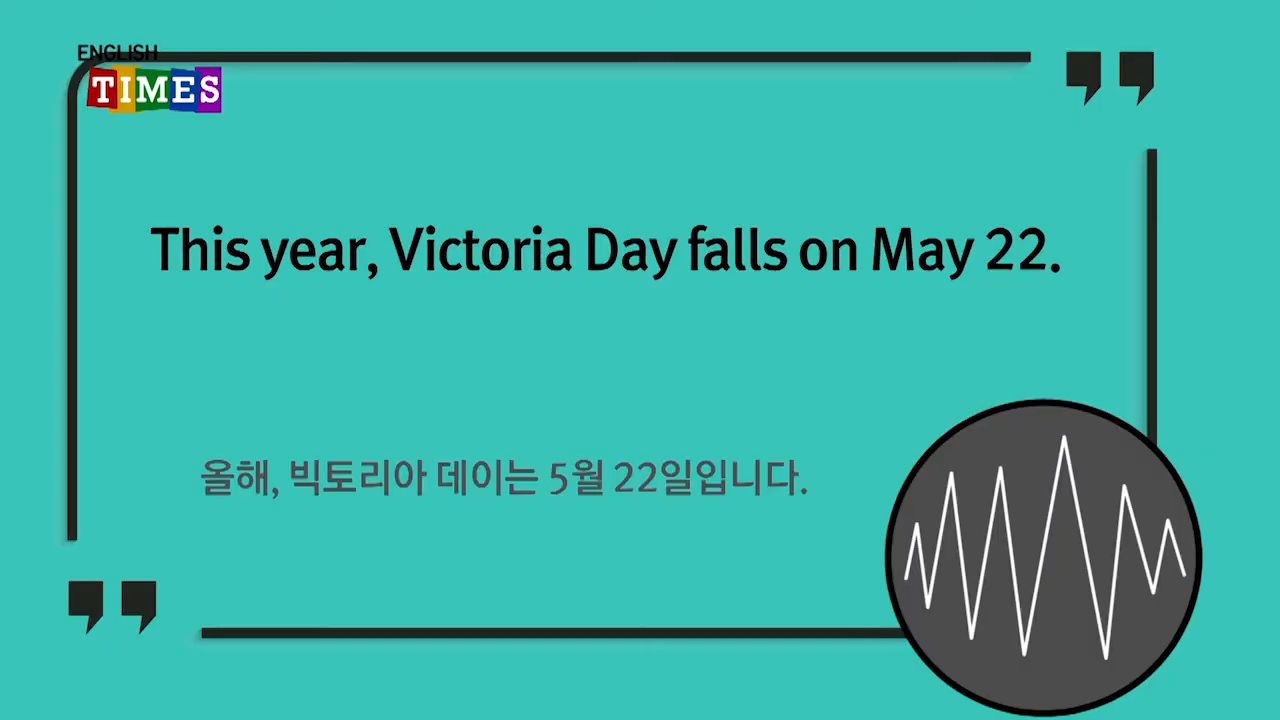 ENGLISH
TIMES
This year, Victoria Day falls on May 22.
올해, 빅토리아 데이는 5월 22일입니다.